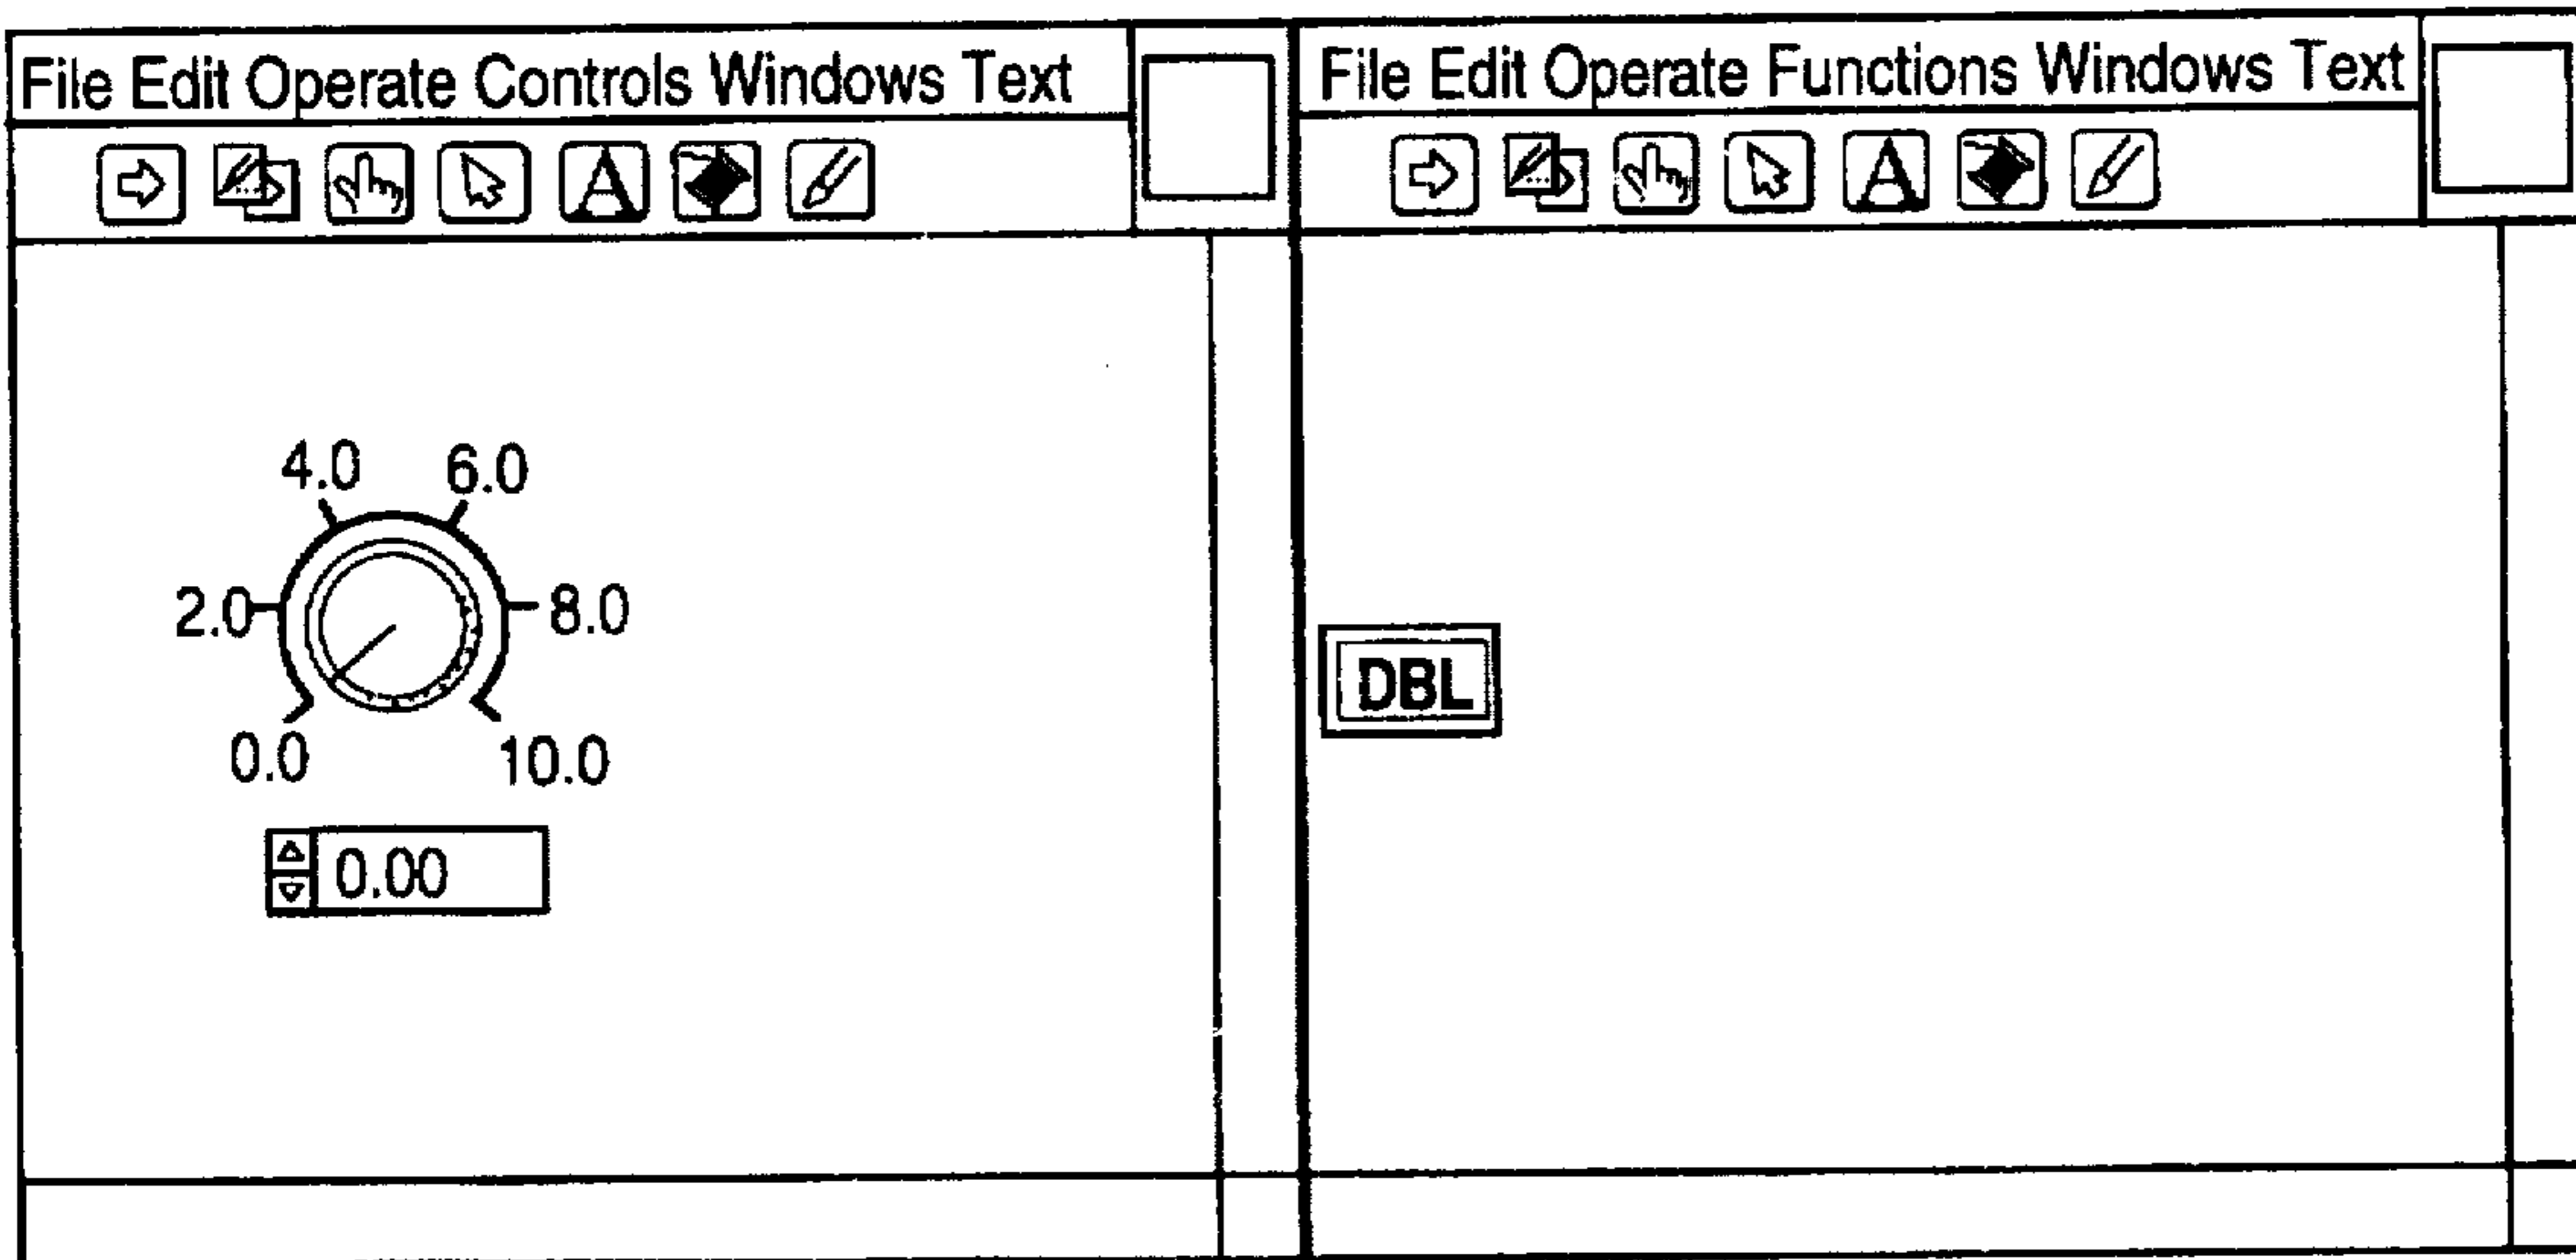 File Edit Operate Controls Windows Text
File Edit Operate Functions Windows Text
A
A
4.0 6.0
2.0 8.0
0.0 10.0
0.00
DBL